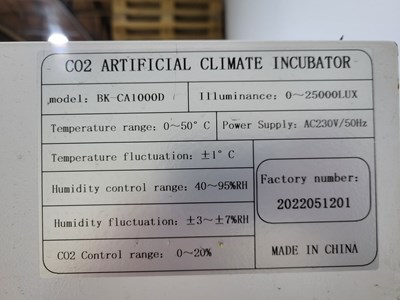 CO2 ARTIFICIAL CLIMATE INCUBATOR
model: BK-CA1000D Illuminance: 0～25000LUX
Temperature range: 0～50° C Power Supply: AC230V/50Hz
Temperature fluctuation: ±1° C
Humidity control range: 40～95%RH
Factory number:
2022051201
Humidity fluctuation: ±3～±7%RH
CO2 Control range: 0～20%
MADE IN CHINA